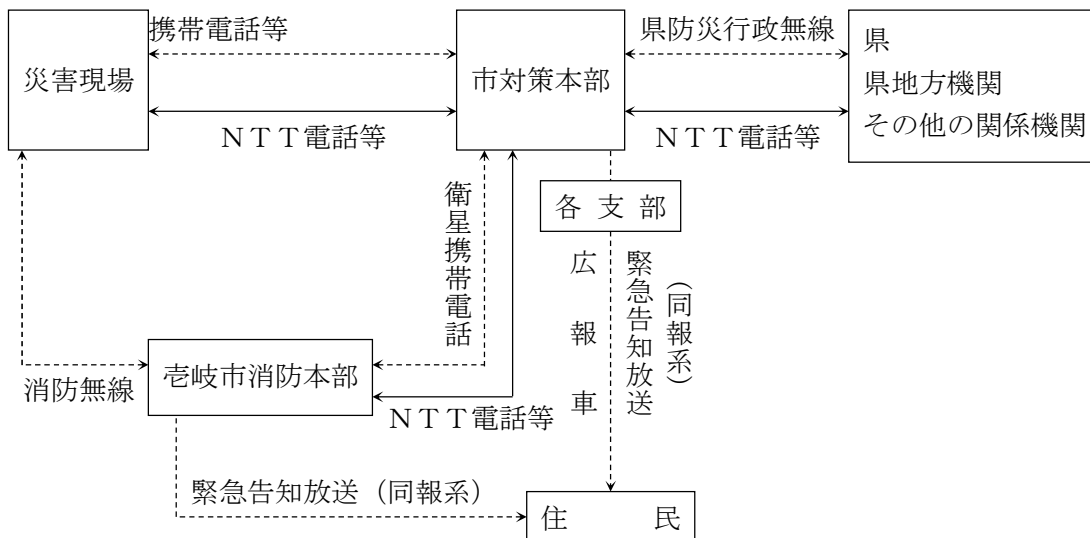 携帯電話等
県防災行政無線
災害現場
市対策本部
県
県地方機関
その他の関係機関
ＮＴＴ電話等
ＮＴＴ電話等
衛星携帯電話
各支部
広報車
緊急告知放送
（同報系）
消防無線
壱岐市消防本部
ＮＴＴ電話等
緊急告知放送（同報系）
住　　民